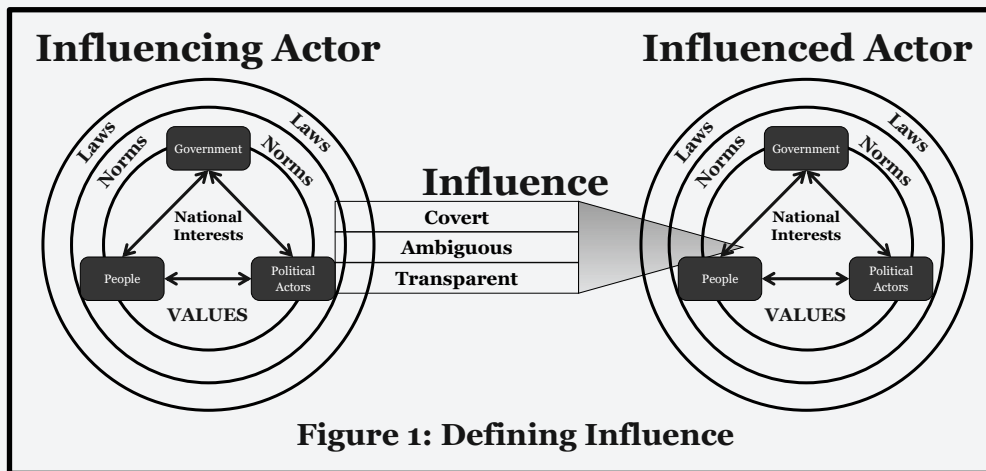 Influencing Actor
Laws
Laws
Norms
Norms
Government
National
Interests
People
Political
Actors
VALUES
Influence
Covert
Ambiguous
Transparent
Influenced Actor
Laws
Laws
Norms
Norms
Government
National
Interests
People
Political
Actors
VALUES
Figure 1: Defining Influence